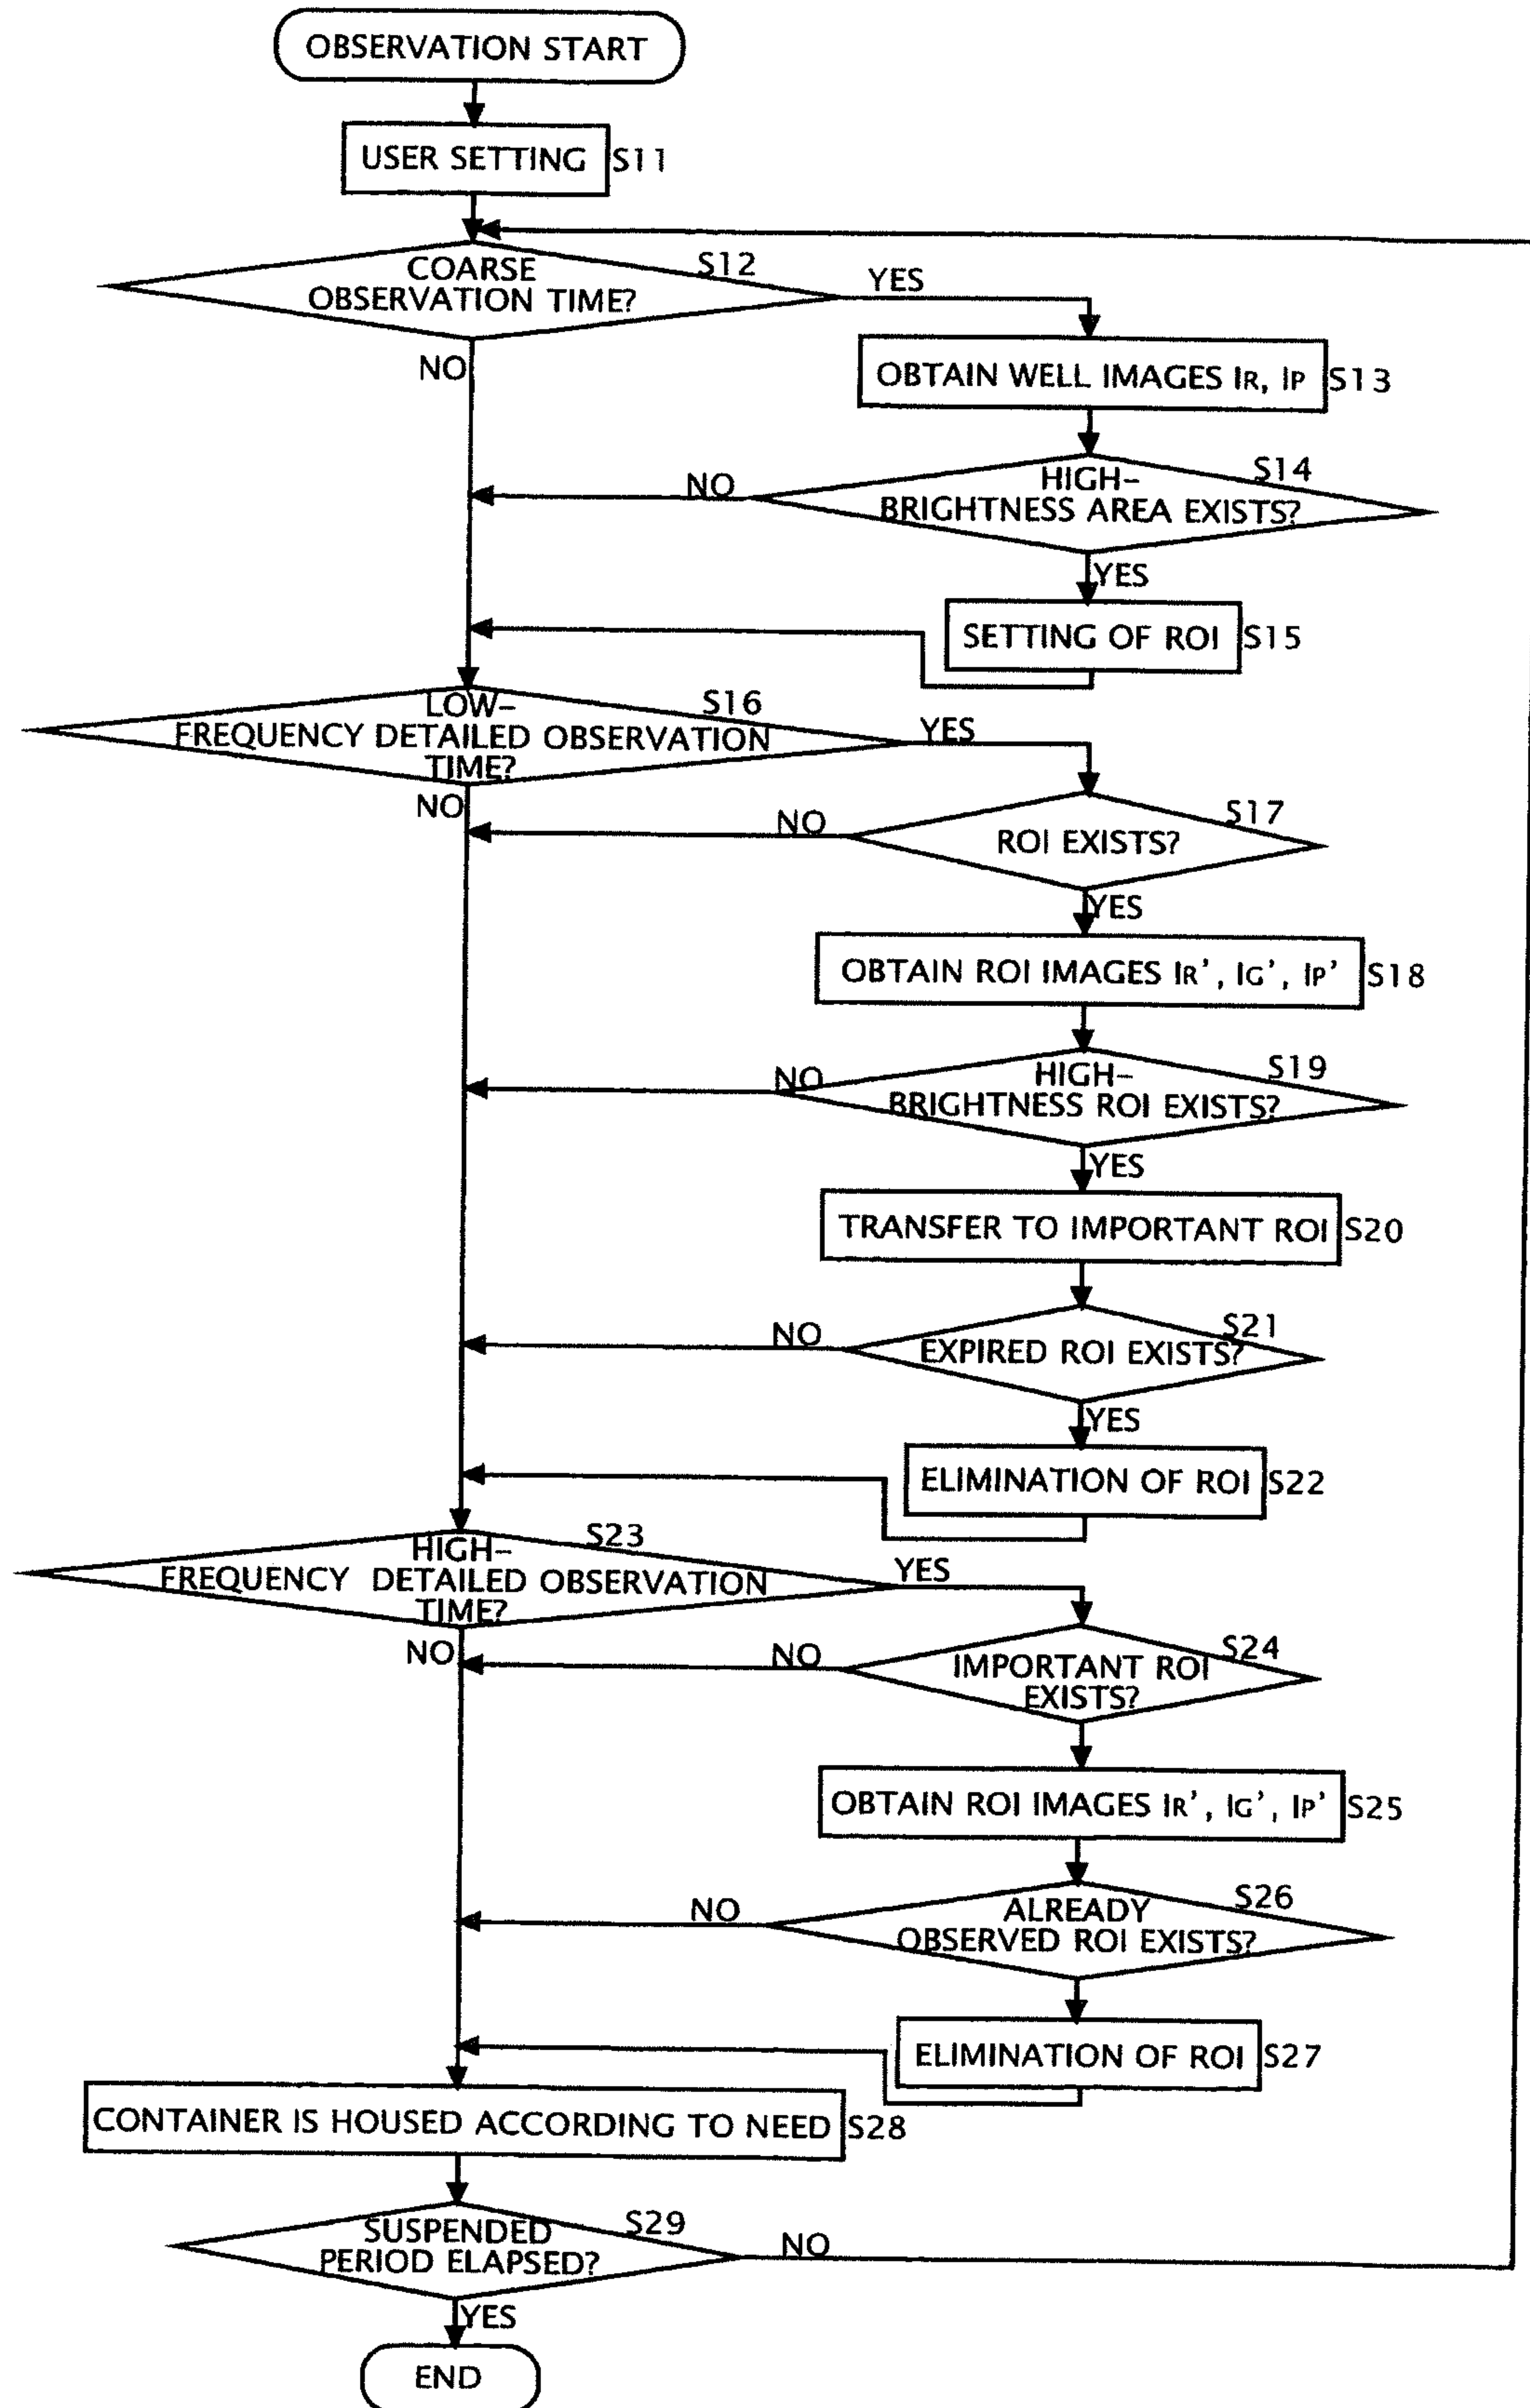 OBSERVATION START
USER SETTING S11
COARSE
OBSERVATION TIME?
S12
YES
NO
OBTAIN WELL IMAGES IR, IP S13
HIGH-
BRIGHTNESS AREA EXISTS?
S14
NO
YES
SETTING OF ROI S15
LOW-
FREQUENCY DETAILED OBSERVATION
TIME?
S16
YES
NO
ROI EXISTS?
S17
NO
YES
OBTAIN ROI IMAGES IR', IG', IP' S18
HIGH-
BRIGHTNESS ROI EXISTS?
S19
NO
YES
TRANSFER TO IMPORTANT ROI S20
EXPIRED ROI EXISTS?
S21
NO
YES
ELIMINATION OF ROI S22
HIGH-
FREQUENCY DETAILED OBSERVATION
TIME?
S23
YES
NO
IMPORTANT ROI
EXISTS?
S24
NO
OBTAIN ROI IMAGES IR', IG', IP' S25
ALREADY
OBSERVED ROI EXISTS?
S26
NO
ELIMINATION OF ROI S27
CONTAINER IS HOUSED ACCORDING TO NEED S28
SUSPENDED
PERIOD ELAPSED?
S29
NO
YES
END